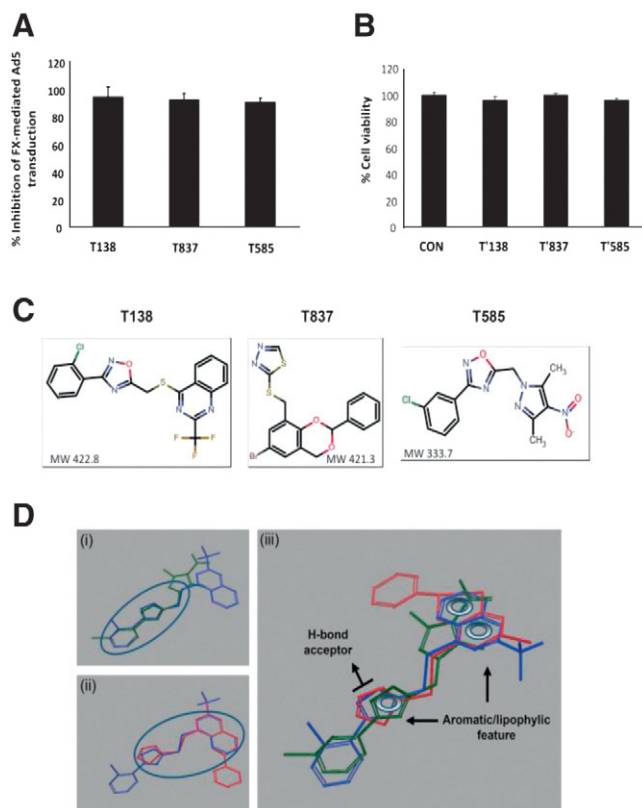 A
% Inhibition of FX-mediated Ad5
transduction
120
100
80
60
40
20
0
T138 T837 T585
B
% Cell viability
120
100
80
60
40
20
0
CON T'138 T'837 T'585
C
T138 T837 T585
Cl
N
O
N
S
N
N
F
F
F
MW 422.8
N
N
S
S
O
O
Br
MW 421.3
Cl
N
O
N
N
N
CH3
CH3
N
O
O-
MW 333.7
D
(i)
(ii)
(iii)
H-bond
acceptor
Aromatic/lipophylic
feature